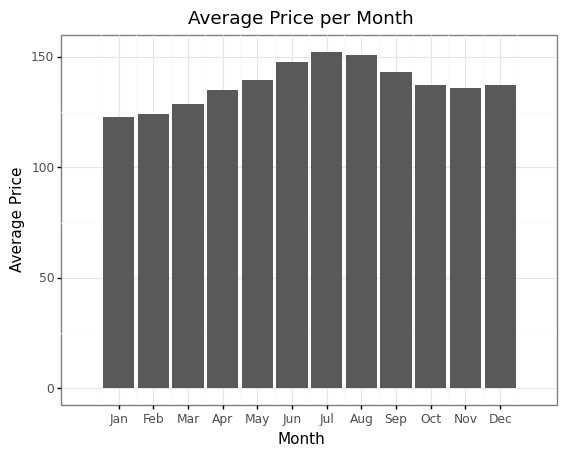 Average Price per Month
150
100
50
0
Average Price
Jan Feb Mar Apr May Jun Jul Aug Sep Oct Nov Dec
Month